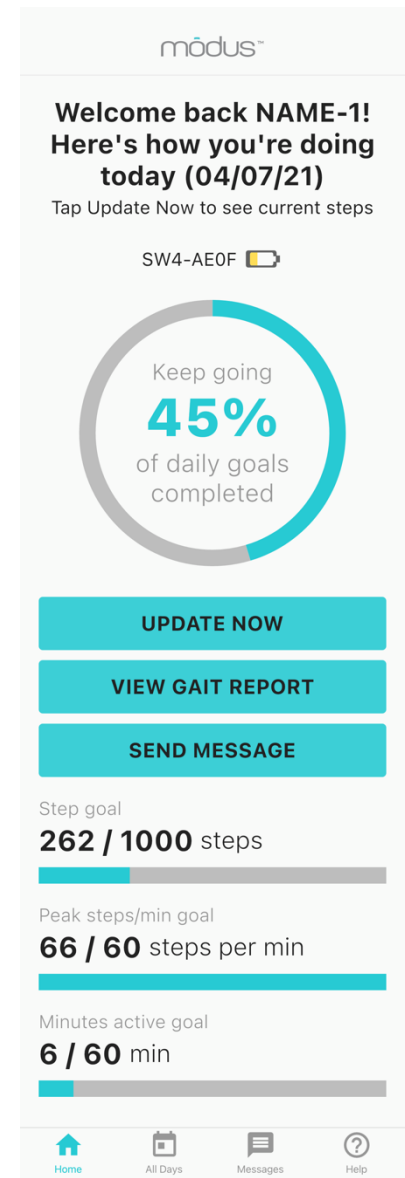 mōdus™
Welcome back NAME-1!
Here's how you're doing
today (04/07/21)
Tap Update Now to see current steps
SW4-AE0F
Keep going
45%
of daily goals
completed
UPDATE NOW
VIEW GAIT REPORT
SEND MESSAGE
Step goal
262 / 1000 steps
Peak steps/min goal
66 / 60 steps per min
Minutes active goal
6 / 60 min
Home All Days Messages Help